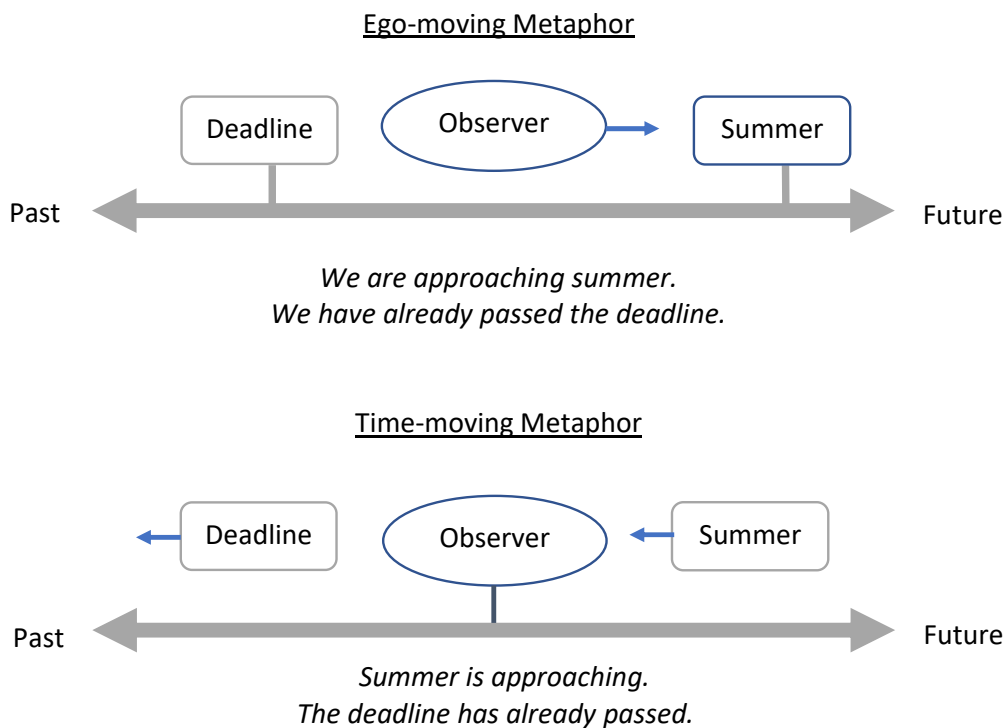 Ego-moving Metaphor
Deadline
Observer
Summer
Past
Future
We are approaching summer.
We have already passed the deadline.
Time-moving Metaphor
Deadline
Observer
Summer
Past
Future
Summer is approaching.
The deadline has already passed.